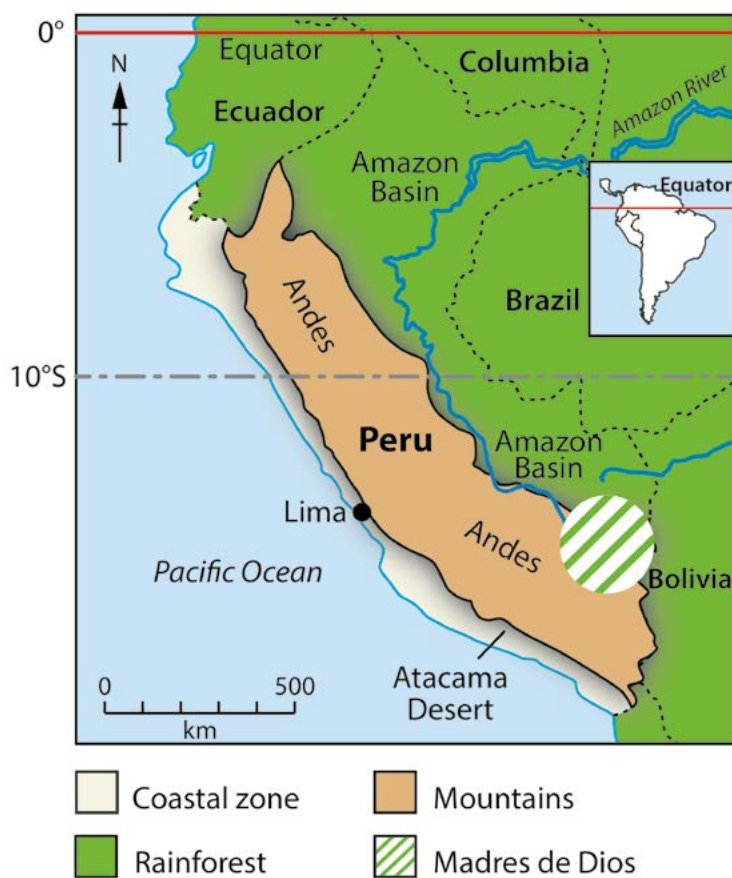 0°
N
Equator
Columbia
Ecuador
Amazon River
Amazon
Basin
Equator
Andes
Brazil
10°S
Peru
Amazon
Basin
Lima
Andes
Pacific Ocean
Bolivia
0 500
km
Atacama
Desert
Coastal zone
Mountains
Rainforest
Madres de Dios